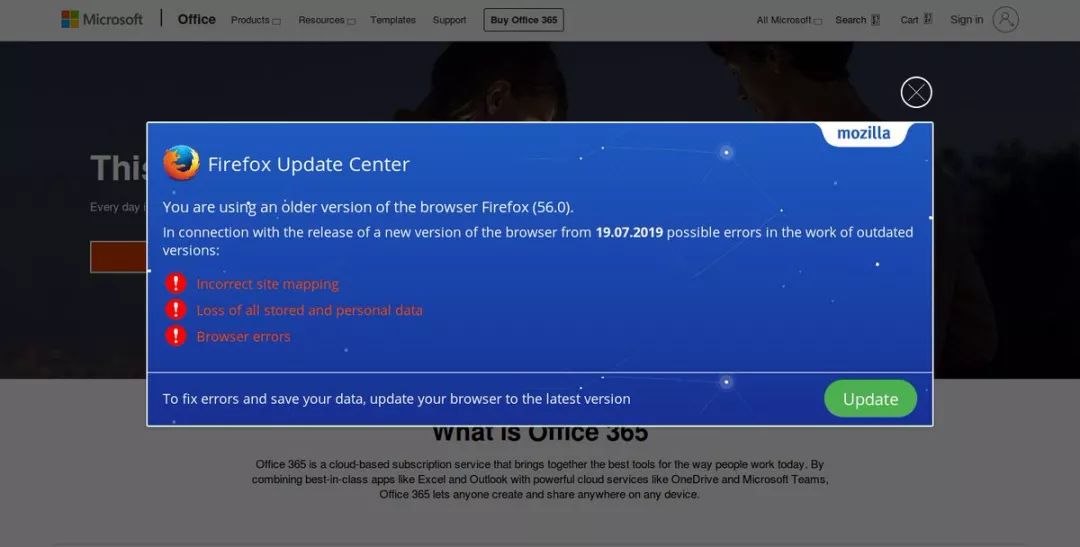 Microsoft Office Products Resources Templates Support Buy Office 365 All Microsoft Search Cart Sign in
mozilla
Firefox Update Center
This
Every day i
You are using an older version of the browser Firefox (56.0).
In connection with the release of a new version of the browser from 19.07.2019 possible errors in the work of outdated
versions:
Incorrect site mapping
Loss of all stored and personal data
Browser errors
To fix errors and save your data, update your browser to the latest version Update
What is Office 365
Office 365 is a cloud-based subscription service that brings together the best tools for the way people work today. By
combining best-in-class apps like Excel and Outlook with powerful cloud services like OneDrive and Microsoft Teams,
Office 365 lets anyone create and share anywhere on any device.